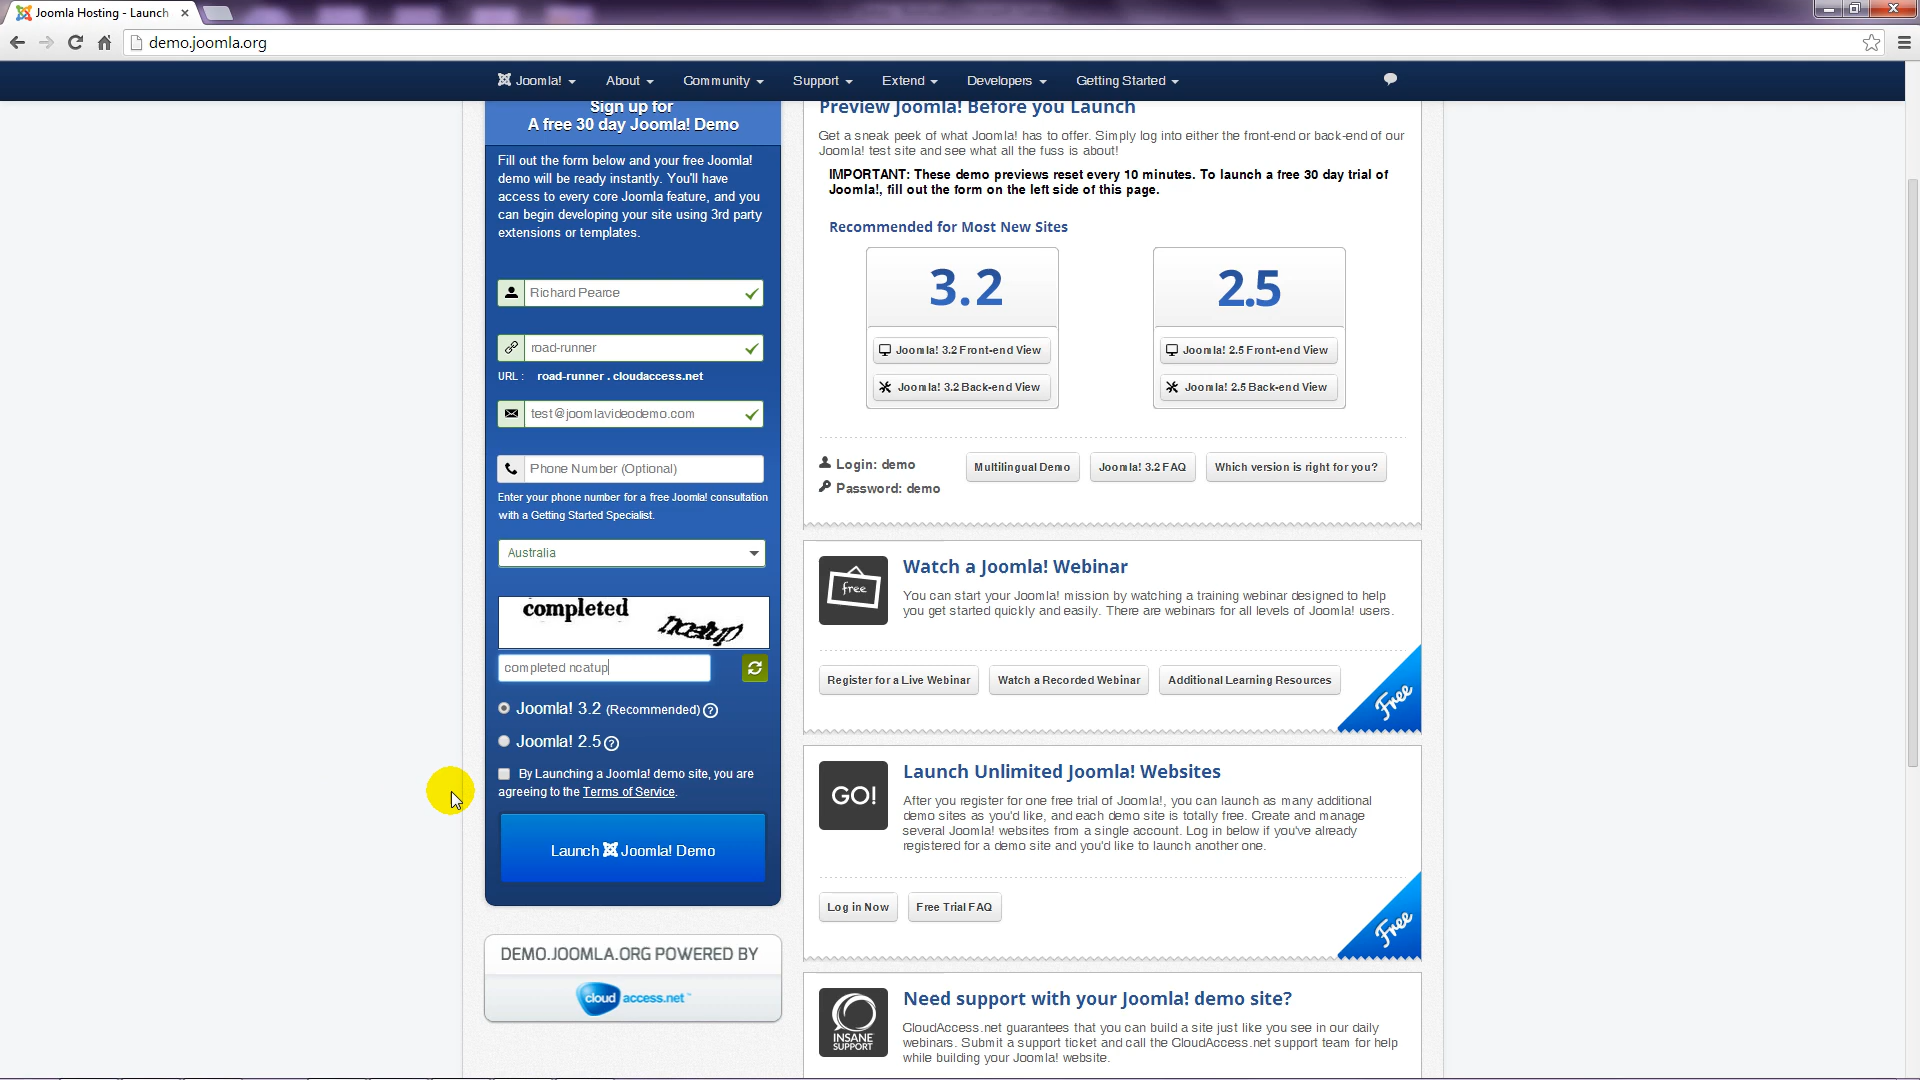 Joomla Hosting - Launch
demo.joomla.org
Joomla!
About
Community
Support
Extend
Developers
Getting Started
Sign up for
A free 30 day Joomla! Demo
Fill out the form below and your free Joomla!
demo will be ready instantly. You'll have
access to every core Joomla feature, and you
can begin developing your site using 3rd party
extensions or templates.
Richard Pearce
road-runner
URL : road-runner . cloudaccess.net
test@joomlavideodemo.com
Phone Number (Optional)
Enter your phone number for a free Joomla! consultation
with a Getting Started Specialist.
Australia
completed
completed ncatup
Joomla! 3.2 (Recommended) ?
Joomla! 2.5 ?
By Launching a Joomla! demo site, you are
agreeing to the Terms of Service.
Launch Joomla! Demo
DEMO.JOOMLA.ORG POWERED BY
cloudaccess.net™
Preview Joomla! Before you Launch
Get a sneak peek of what Joomla! has to offer. Simply log into either the front-end or back-end of our
Joomla! test site and see what all the fuss is about!
IMPORTANT: These demo previews reset every 10 minutes. To launch a free 30 day trial of
Joomla!, fill out the form on the left side of this page.
Recommended for Most New Sites
3.2
Joomla! 3.2 Front-end View
Joomla! 3.2 Back-end View
2.5
Joomla! 2.5 Front-end View
Joomla! 2.5 Back-end View
Login: demo
Password: demo
Multilingual Demo
Joomla! 3.2 FAQ
Which version is right for you?
free
Watch a Joomla! Webinar
You can start your Joomla! mission by watching a training webinar designed to help
you get started quickly and easily. There are webinars for all levels of Joomla! users.
Register for a Live Webinar
Watch a Recorded Webinar
Additional Learning Resources
Free
GO!
Launch Unlimited Joomla! Websites
After you register for one free trial of Joomla!, you can launch as many additional
demo sites as you'd like, and each demo site is totally free. Create and manage
several Joomla! websites from a single account. Log in below if you've already
registered for a demo site and you'd like to launch another one.
Log in Now
Free Trial FAQ
Free
INSANE
SUPPORT
Need support with your Joomla! demo site?
CloudAccess.net guarantees that you can build a site just like you see in our daily
webinars. Submit a support ticket and call the CloudAccess.net support team for help
while building your Joomla! website.